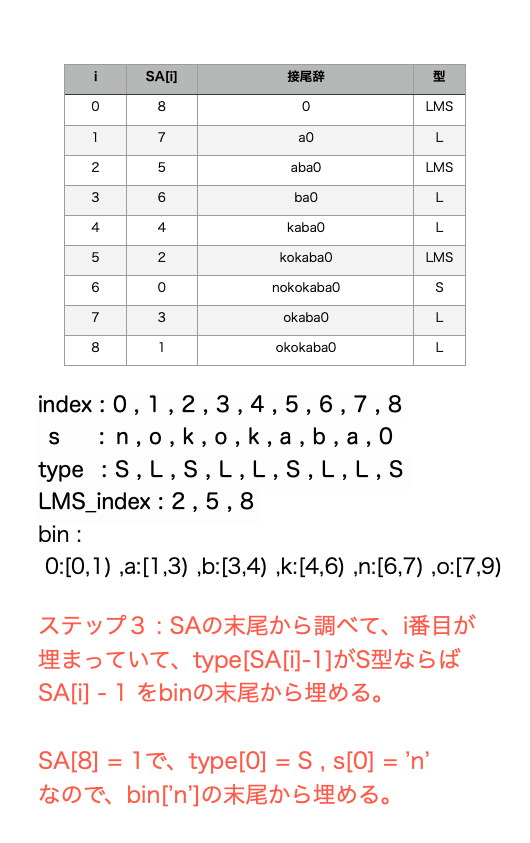 i SA[i] 接尾辞 型
0 8 0 LMS
1 7 a0 L
2 5 aba0 LMS
3 6 ba0 L
4 4 kaba0 L
5 2 kokaba0 LMS
6 0 nokokaba0 S
7 3 okaba0 L
8 1 okokaba0 L
index : 0 , 1 , 2 , 3 , 4 , 5 , 6 , 7 , 8
s : n , o , k , o , k , a , b , a , 0
type : S , L , S , L , L , S , L , L , S
LMS_index : 2 , 5 , 8
bin :
0:[0,1) ,a:[1,3) ,b:[3,4) ,k:[4,6) ,n:[6,7) ,o:[7,9)
ステップ３：SAの末尾から調べて、i番目が
埋まっていて、type[SA[i]-1]がS型ならば
SA[i] - 1 をbinの末尾から埋める。
SA[8] = 1で、type[0] = S , s[0] = 'n'
なので、bin['n']の末尾から埋める。